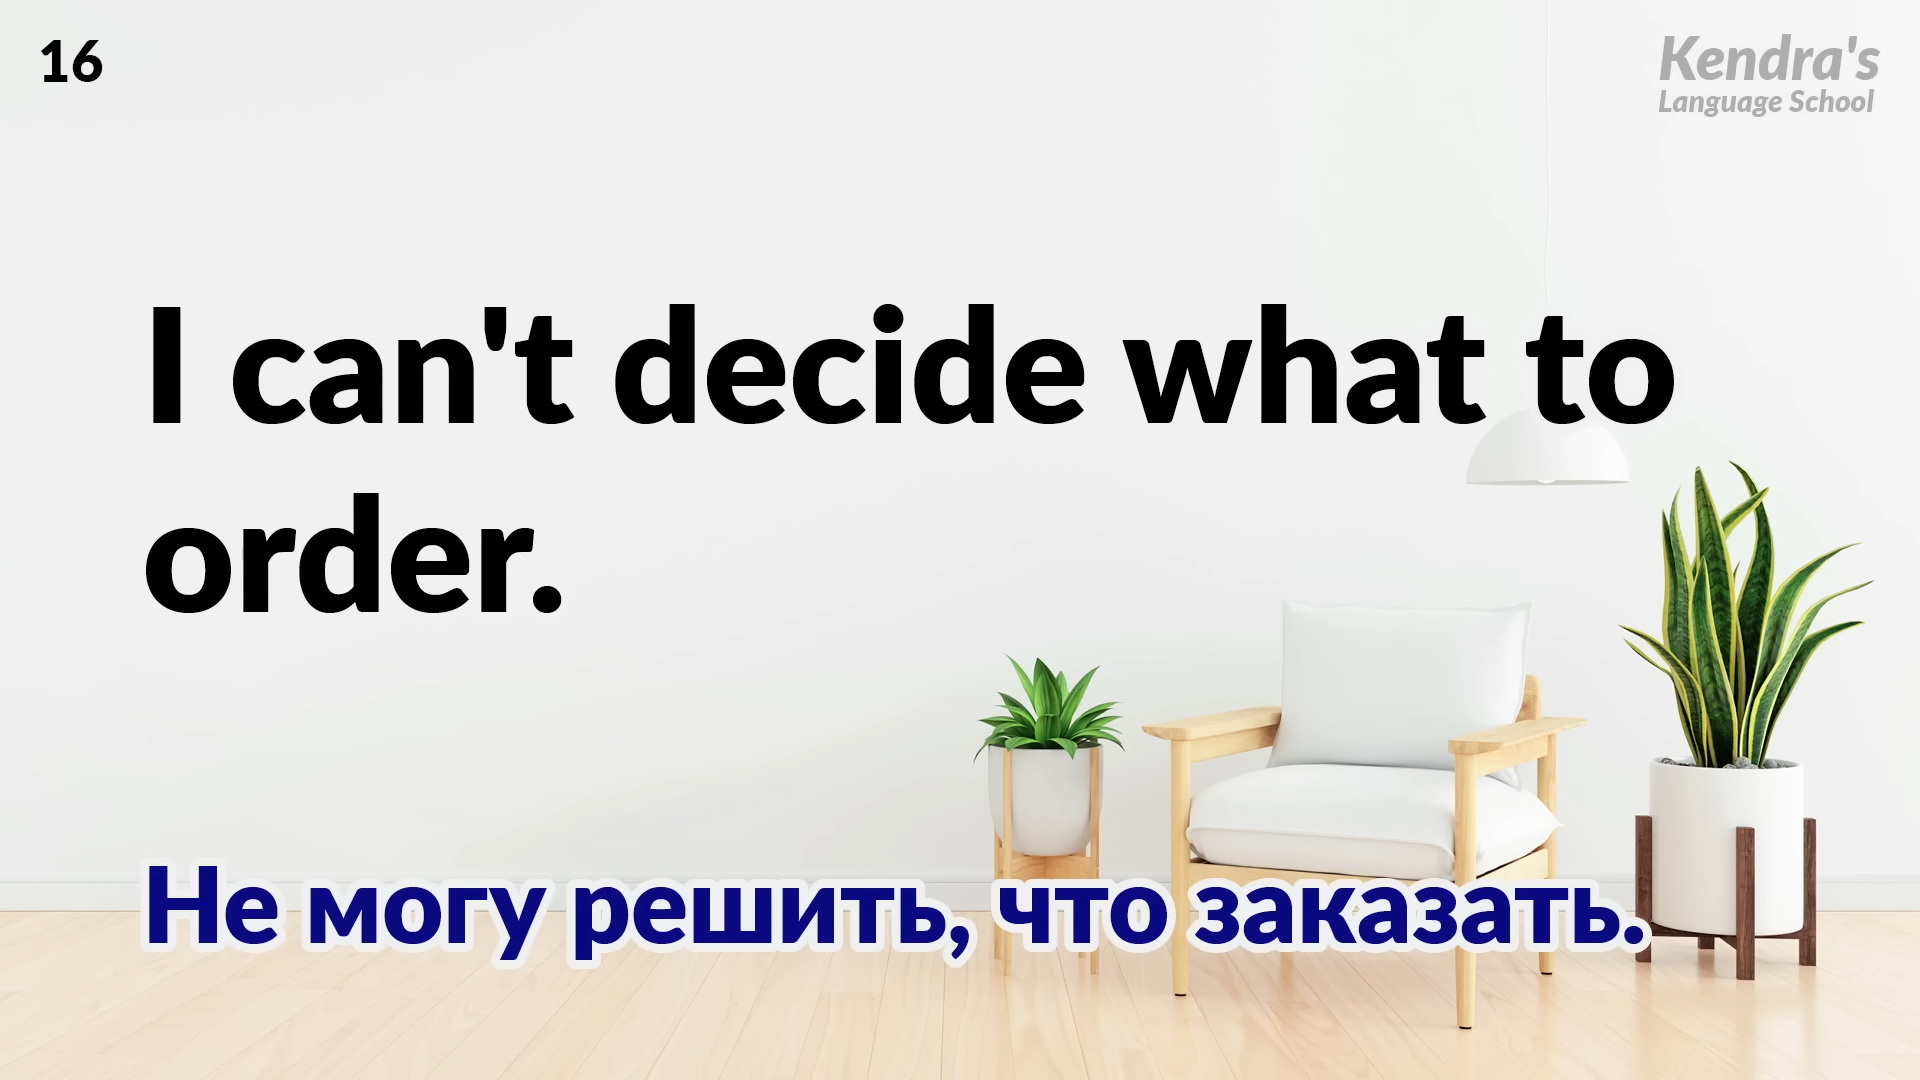 16
Kendra's
Language School
I can't decide what to
order.
Не могу решить, что заказать.